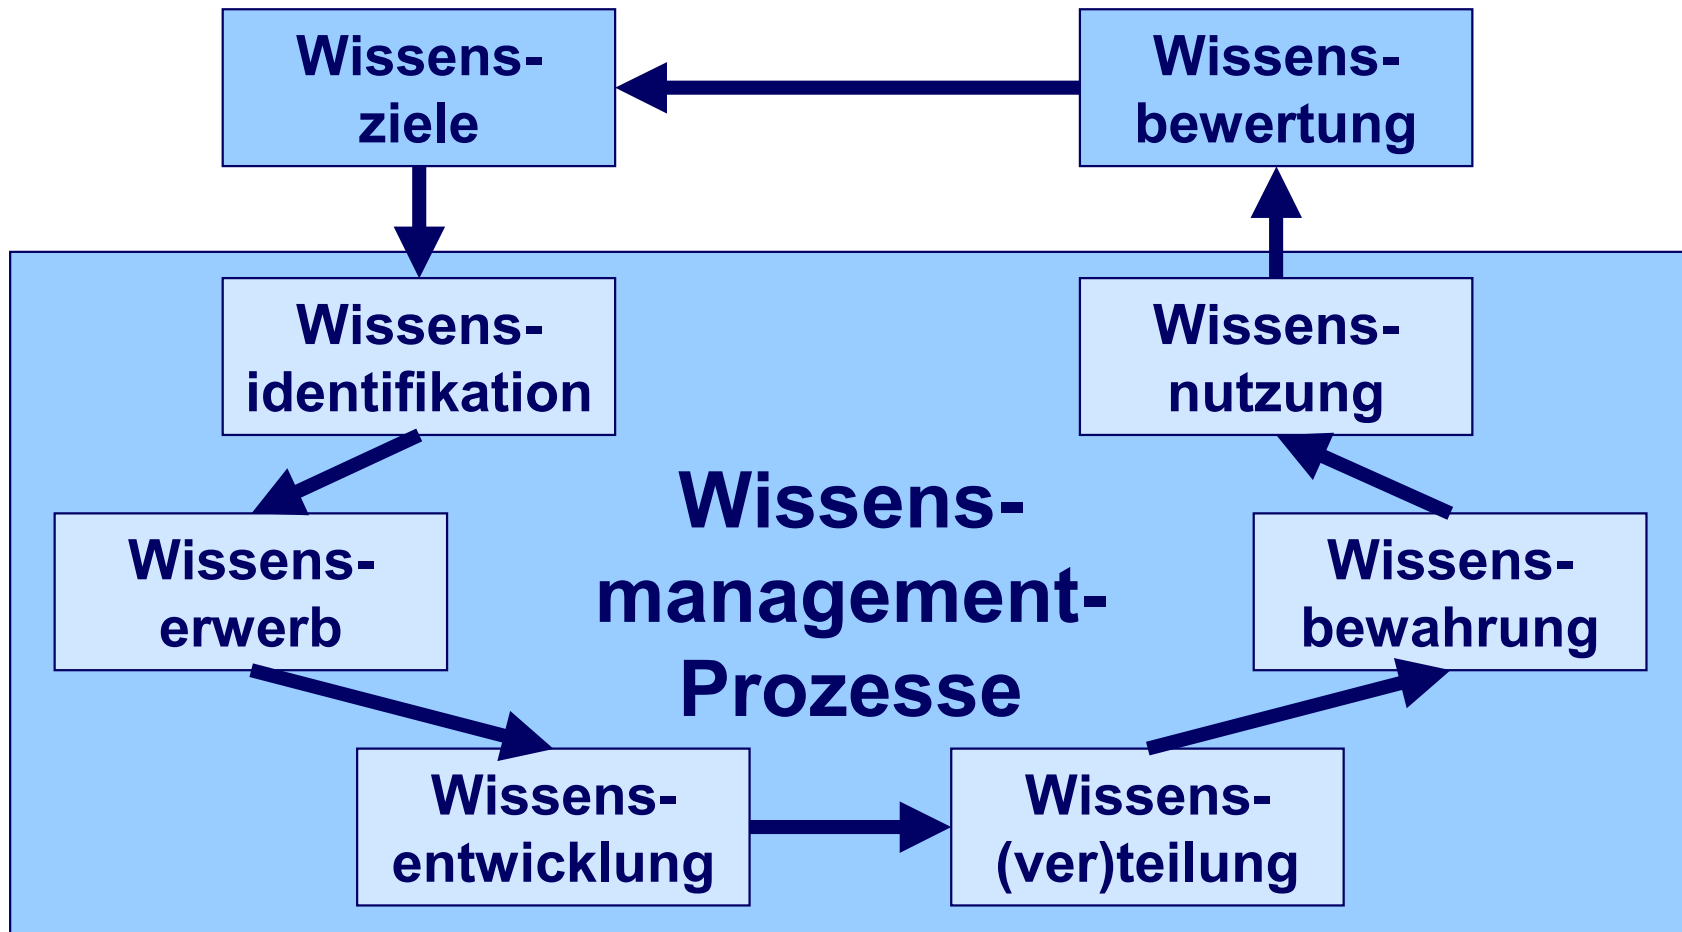 Wissens-
ziele
Wissens-
bewertung
Wissens-
identifikation
Wissens-
nutzung
Wissens-
management-
Prozesse
Wissens-
erwerb
Wissens-
bewahrung
Wissens-
entwicklung
Wissens-
(ver)teilung